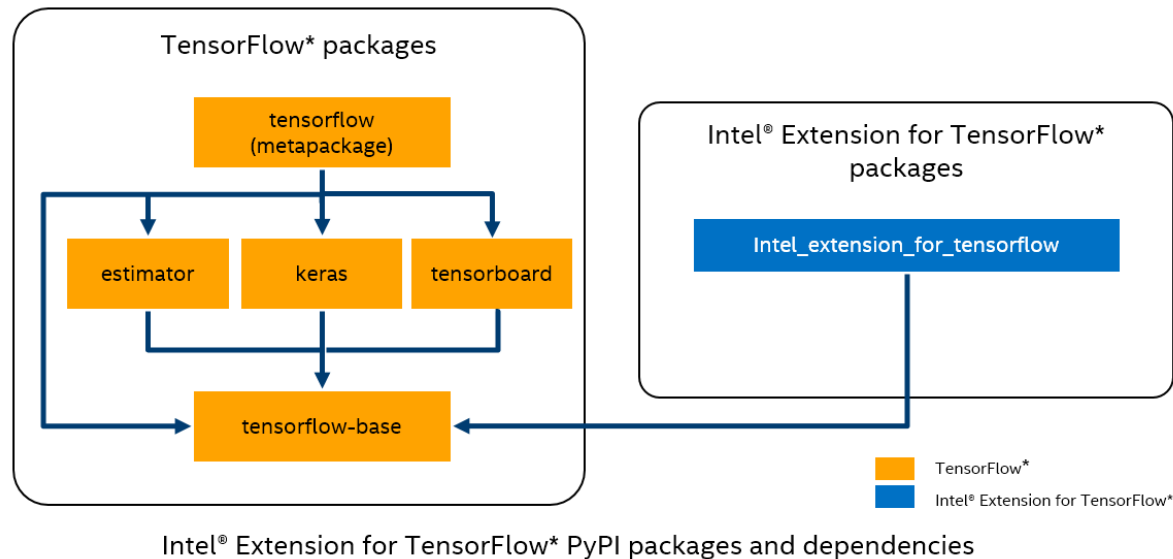 TensorFlow* packages
tensorflow
(metapackage)
estimator
keras
tensorboard
tensorflow-base
Intel® Extension for TensorFlow*
packages
Intel_extension_for_tensorflow
TensorFlow*
Intel® Extension for TensorFlow*
Intel® Extension for TensorFlow* PyPI packages and dependencies